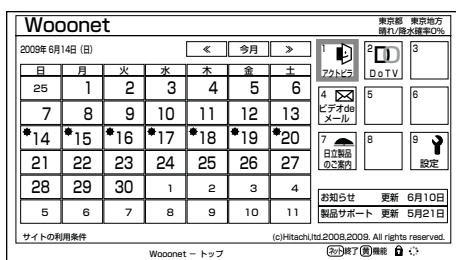 Wooonet
東京都 東京地方
晴れ/降水確率0%
2009年 6月14日 (日)
≪ 今月 ≫
日 月 火 水 木 金 土
25 1 2 3 4 5 6
7 8 9 10 11 12 13
14 15 16 17 18 19 20
21 22 23 24 25 26 27
28 29 30 1 2 3 4
5 6 7 8 9 10 11
1 アクトビラ
2 DoTV
3
4 ビデオde
メール
5
6
7 日立製品
のご案内
8
9 設定
お知らせ 更新 6月10日
製品サポート 更新 5月21日
サイトの利用条件
(c)Hitachi,ltd.2008,2009. All rights reserved.
Wooonet − トップ
ネット終了 黄 機能